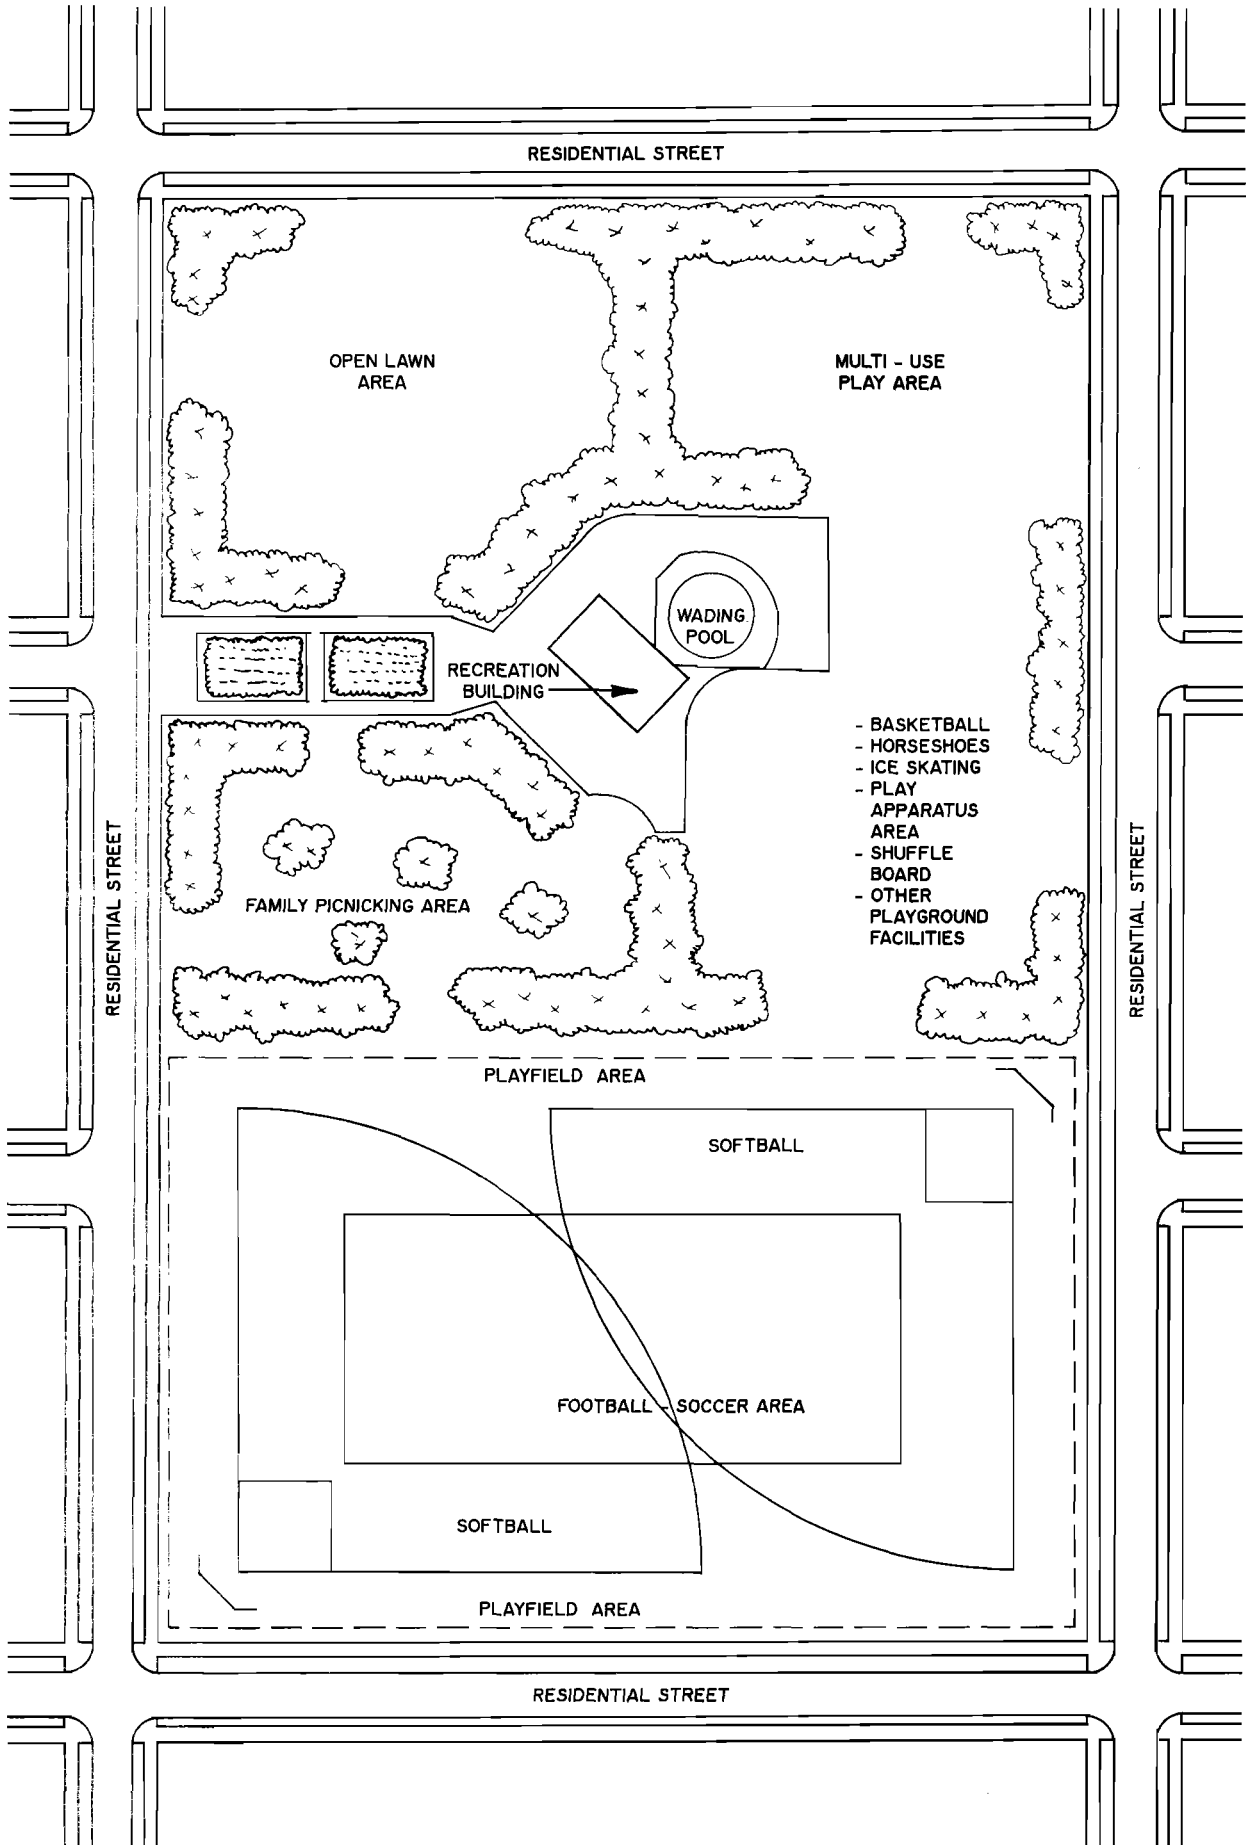 RESIDENTIAL STREET
OPEN LAWN
AREA
MULTI - USE
PLAY AREA
WADING
POOL
RECREATION
BUILDING
- BASKETBALL
- HORSESHOES
- ICE SKATING
- PLAY
APPARATUS
AREA
- SHUFFLE
BOARD
- OTHER
PLAYGROUND
FACILITIES
RESIDENTIAL STREET
RESIDENTIAL STREET
FAMILY PICNICKING AREA
PLAYFIELD AREA
SOFTBALL
FOOTBALL - SOCCER AREA
SOFTBALL
PLAYFIELD AREA
RESIDENTIAL STREET